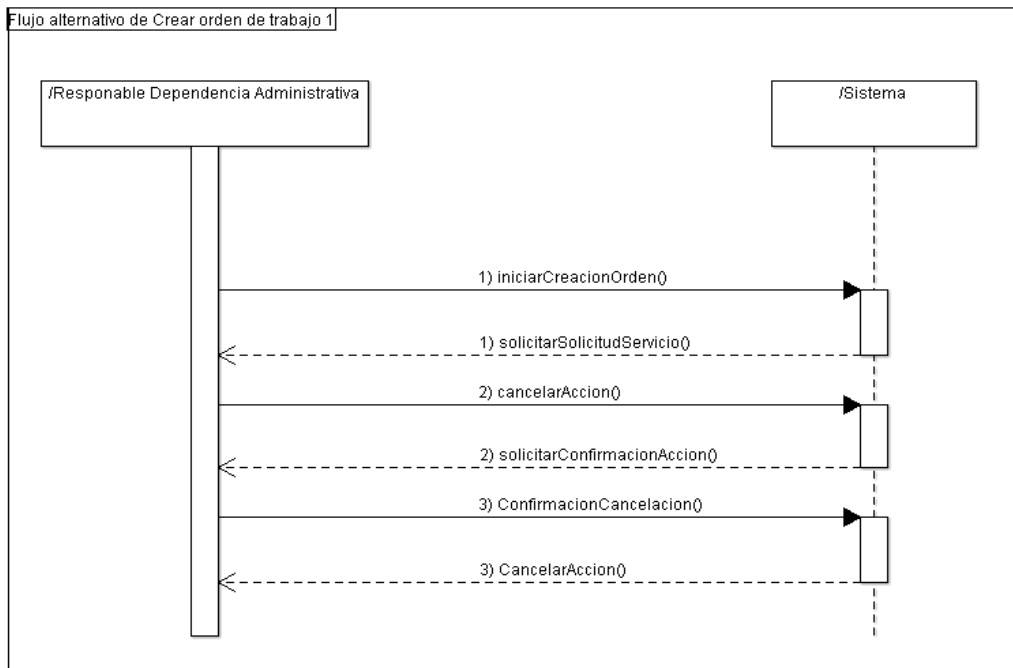 Flujo alternativo de Crear orden de trabajo 1
/Responable Dependencia Administrativa
/Sistema
1) iniciarCreacionOrden()
1) solicitarSolicitudServicio()
2) cancelarAccion()
2) solicitarConfirmacionAccion()
3) ConfirmacionCancelacion()
3) CancelarAccion()